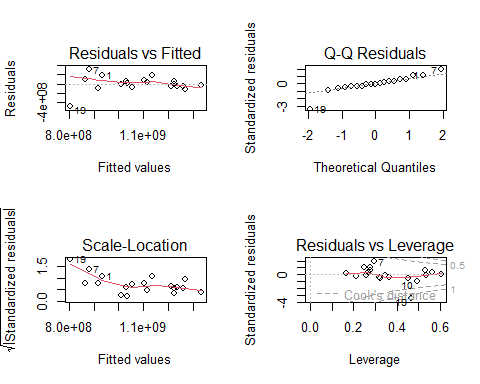 Residuals vs Fitted
Residuals
-4e+08
7
1
19
8.0e+08 1.1e+09
Fitted values
Q-Q Residuals
Standardized residuals
-3 0
7
1
19
-2 -1 0 1 2
Theoretical Quantiles
Scale-Location
√|Standardized residuals|
0.0 1.5
19
7
1
8.0e+08 1.1e+09
Fitted values
Residuals vs Leverage
Standardized residuals
-4 0
7
10
19
Cook's distance
0.5
1
0.0 0.1 0.2 0.3 0.4 0.5 0.6
Leverage